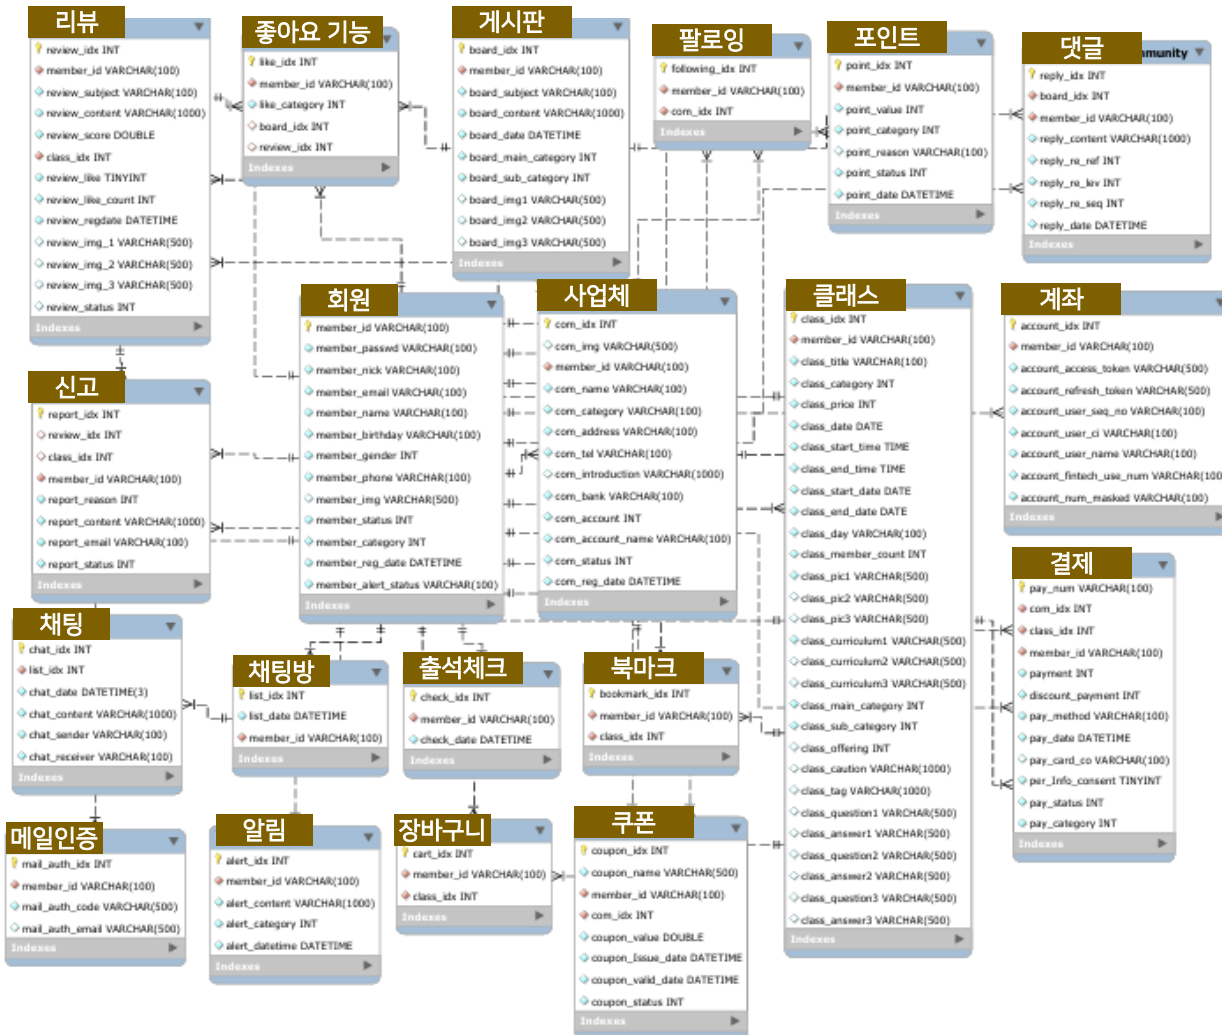 리뷰
review_idx INT
member_id VARCHAR(100)
review_subject VARCHAR(100)
review_content VARCHAR(1000)
review_score DOUBLE
class_idx INT
review_like TINYINT
review_like_count INT
review_regdate DATETIME
review_img_1 VARCHAR(500)
review_img_2 VARCHAR(500)
review_img_3 VARCHAR(500)
review_status INT
Indexes
좋아요 기능
like_idx INT
member_id VARCHAR(100)
like_category INT
board_idx INT
review_idx INT
Indexes
게시판
board_idx INT
member_id VARCHAR(100)
board_subject VARCHAR(100)
board_content VARCHAR(1000)
board_date DATETIME
board_main_category INT
board_sub_category INT
board_img1 VARCHAR(500)
board_img2 VARCHAR(500)
board_img3 VARCHAR(500)
Indexes
팔로잉
following_idx INT
member_id VARCHAR(100)
com_idx INT
Indexes
포인트
point_idx INT
member_id VARCHAR(100)
point_value INT
point_category INT
point_reason VARCHAR(100)
point_status INT
point_date DATETIME
Indexes
댓글 mmunity
reply_idx INT
board_idx INT
member_id VARCHAR(100)
reply_content VARCHAR(1000)
reply_re_ref INT
reply_re_lev INT
reply_re_seq INT
reply_date DATETIME
Indexes
회원
member_id VARCHAR(100)
member_passwd VARCHAR(100)
member_nick VARCHAR(100)
member_email VARCHAR(100)
member_name VARCHAR(100)
member_birthday VARCHAR(100)
member_gender INT
member_phone VARCHAR(100)
member_img VARCHAR(500)
member_status INT
member_category INT
member_reg_date DATETIME
member_alert_status VARCHAR(100)
Indexes
사업체
com_idx INT
com_img VARCHAR(500)
member_id VARCHAR(100)
com_name VARCHAR(100)
com_category VARCHAR(100)
com_address VARCHAR(100)
com_tel VARCHAR(100)
com_introduction VARCHAR(1000)
com_bank VARCHAR(100)
com_account INT
com_account_name VARCHAR(100)
com_status INT
com_reg_date DATETIME
Indexes
클래스
class_idx INT
member_id VARCHAR(100)
class_title VARCHAR(100)
class_category INT
class_price INT
class_date DATE
class_start_time TIME
class_end_time TIME
class_start_date DATE
class_end_date DATE
class_day VARCHAR(100)
class_member_count INT
class_pic1 VARCHAR(500)
class_pic2 VARCHAR(500)
class_pic3 VARCHAR(500)
class_curriculum1 VARCHAR(500)
class_curriculum2 VARCHAR(500)
class_curriculum3 VARCHAR(500)
class_main_category INT
class_sub_category INT
class_offering INT
class_caution VARCHAR(1000)
class_tag VARCHAR(1000)
class_question1 VARCHAR(500)
class_answer1 VARCHAR(500)
class_question2 VARCHAR(500)
class_answer2 VARCHAR(500)
class_question3 VARCHAR(500)
class_answer3 VARCHAR(500)
Indexes
계좌
account_idx INT
member_id VARCHAR(100)
account_access_token VARCHAR(500)
account_refresh_token VARCHAR(500)
account_user_seq_no VARCHAR(100)
account_user_ci VARCHAR(100)
account_user_name VARCHAR(100)
account_fintech_use_num VARCHAR(100
account_num_masked VARCHAR(100)
Indexes
신고
report_idx INT
review_idx INT
class_idx INT
member_id VARCHAR(100)
report_reason INT
report_content VARCHAR(1000)
report_email VARCHAR(100)
report_status INT
Indexes
결제
pay_num VARCHAR(100)
com_idx INT
class_idx INT
member_id VARCHAR(100)
payment INT
discount_payment INT
pay_method VARCHAR(100)
pay_date DATETIME
pay_card_co VARCHAR(100)
per_Info_consent TINYINT
pay_status INT
pay_category INT
Indexes
채팅
chat_idx INT
list_idx INT
chat_date DATETIME(3)
chat_content VARCHAR(1000)
chat_sender VARCHAR(100)
chat_receiver VARCHAR(100)
Indexes
채팅방
list_idx INT
list_date DATETIME
member_id VARCHAR(100)
Indexes
출석체크
check_idx INT
member_id VARCHAR(100)
check_date DATETIME
Indexes
북마크
bookmark_idx INT
member_id VARCHAR(100)
class_idx INT
Indexes
메일인증
mail_auth_idx INT
member_id VARCHAR(100)
mail_auth_code VARCHAR(500)
mail_auth_email VARCHAR(500)
Indexes
알림
alert_idx INT
member_id VARCHAR(100)
alert_content VARCHAR(1000)
alert_category INT
alert_datetime DATETIME
Indexes
장바구니
cart_idx INT
member_id VARCHAR(100)
class_idx INT
Indexes
쿠폰
coupon_idx INT
coupon_name VARCHAR(500)
member_id VARCHAR(100)
com_idx INT
coupon_value DOUBLE
coupon_Issue_date DATETIME
coupon_valid_date DATETIME
coupon_status INT
Indexes